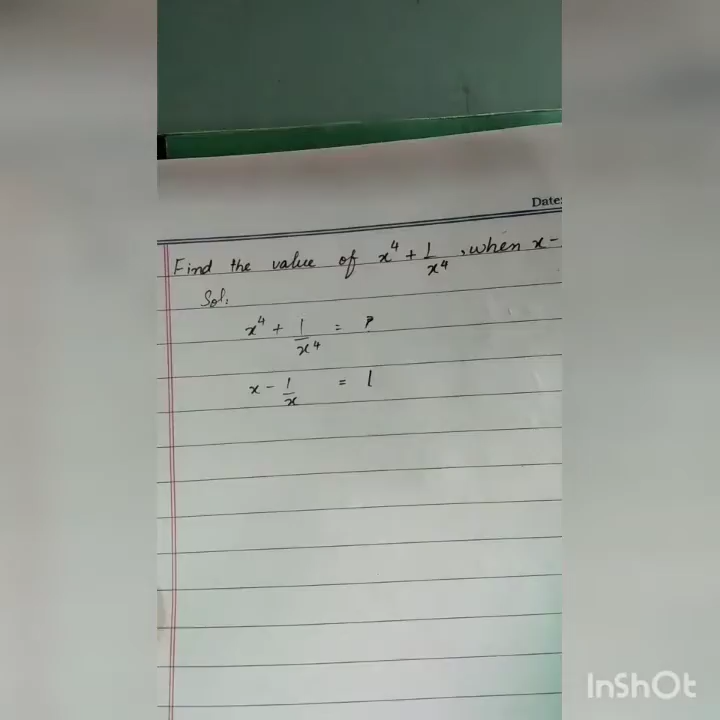 Date:
Find the value of x⁴ + 1/x⁴, when x -
Sol:
x⁴ + 1/x⁴ = ?
x - 1/x = 1
InShOt